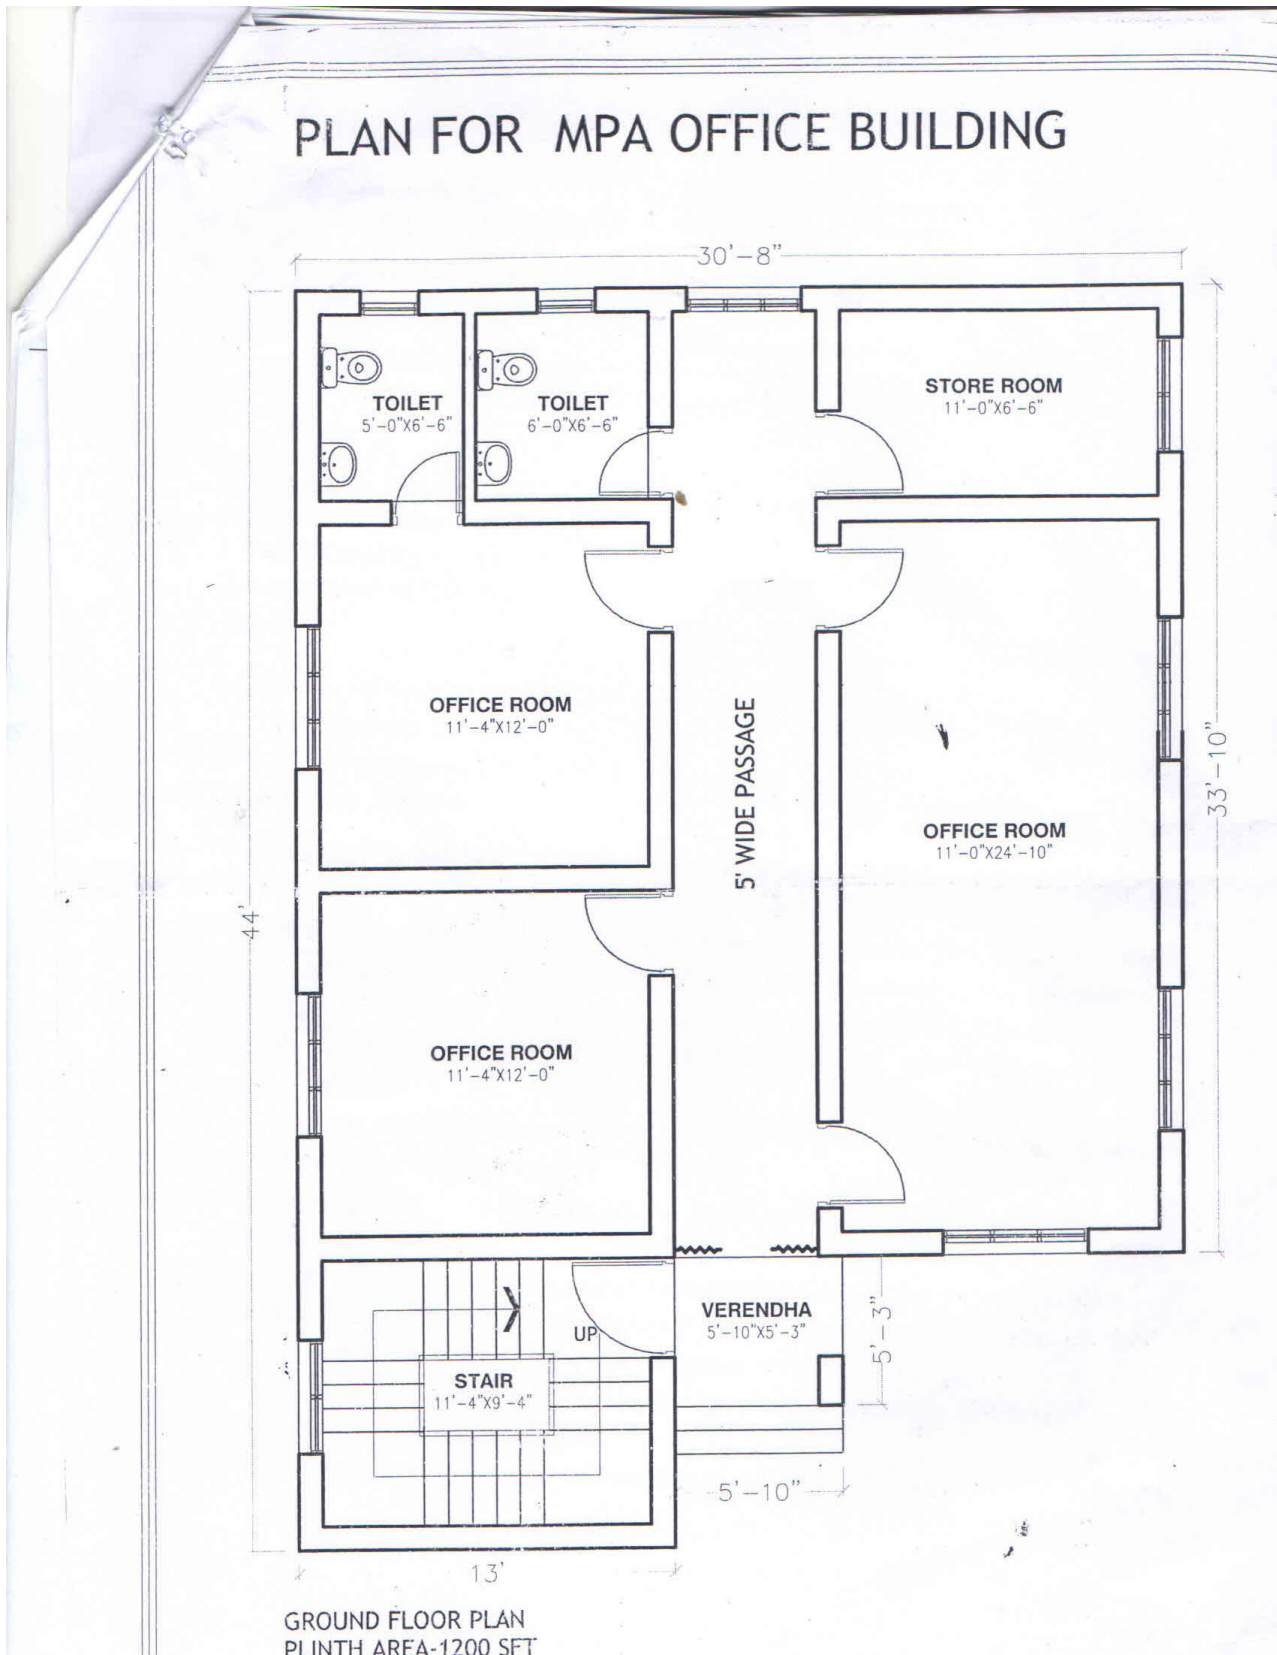 PLAN FOR MPA OFFICE BUILDING
30'-8"
TOILET
5'-0"X6'-6"
TOILET
6'-0"X6'-6"
STORE ROOM
11'-0"X6'-6"
OFFICE ROOM
11'-4"X12'-0"
5' WIDE PASSAGE
33'-10"
OFFICE ROOM
11'-0"X24'-10"
44'
OFFICE ROOM
11'-4"X12'-0"
UP
VERENDHA
5'-10"X5'-3"
5'-3"
STAIR
11'-4"X9'-4"
5'-10"
13'
GROUND FLOOR PLAN
PLINTH AREA-1200 SFT